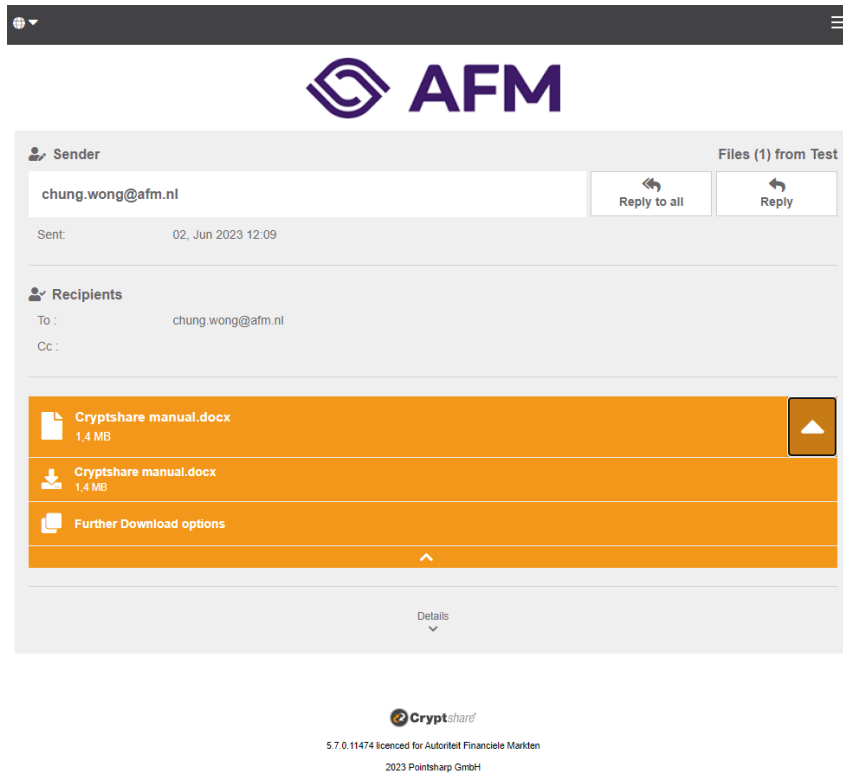 AFM
Sender
Files (1) from Test
chung.wong@afm.nl
Reply to all
Reply
Sent: 02, Jun 2023 12:09
Recipients
To : chung.wong@afm.nl
Cc :
Cryptshare manual.docx
1,4 MB
Cryptshare manual.docx
1,4 MB
Further Download options
Details
Cryptshare
5.7.0.11474 licenced for Autoriteit Financiele Markten
2023 Pointsharp GmbH